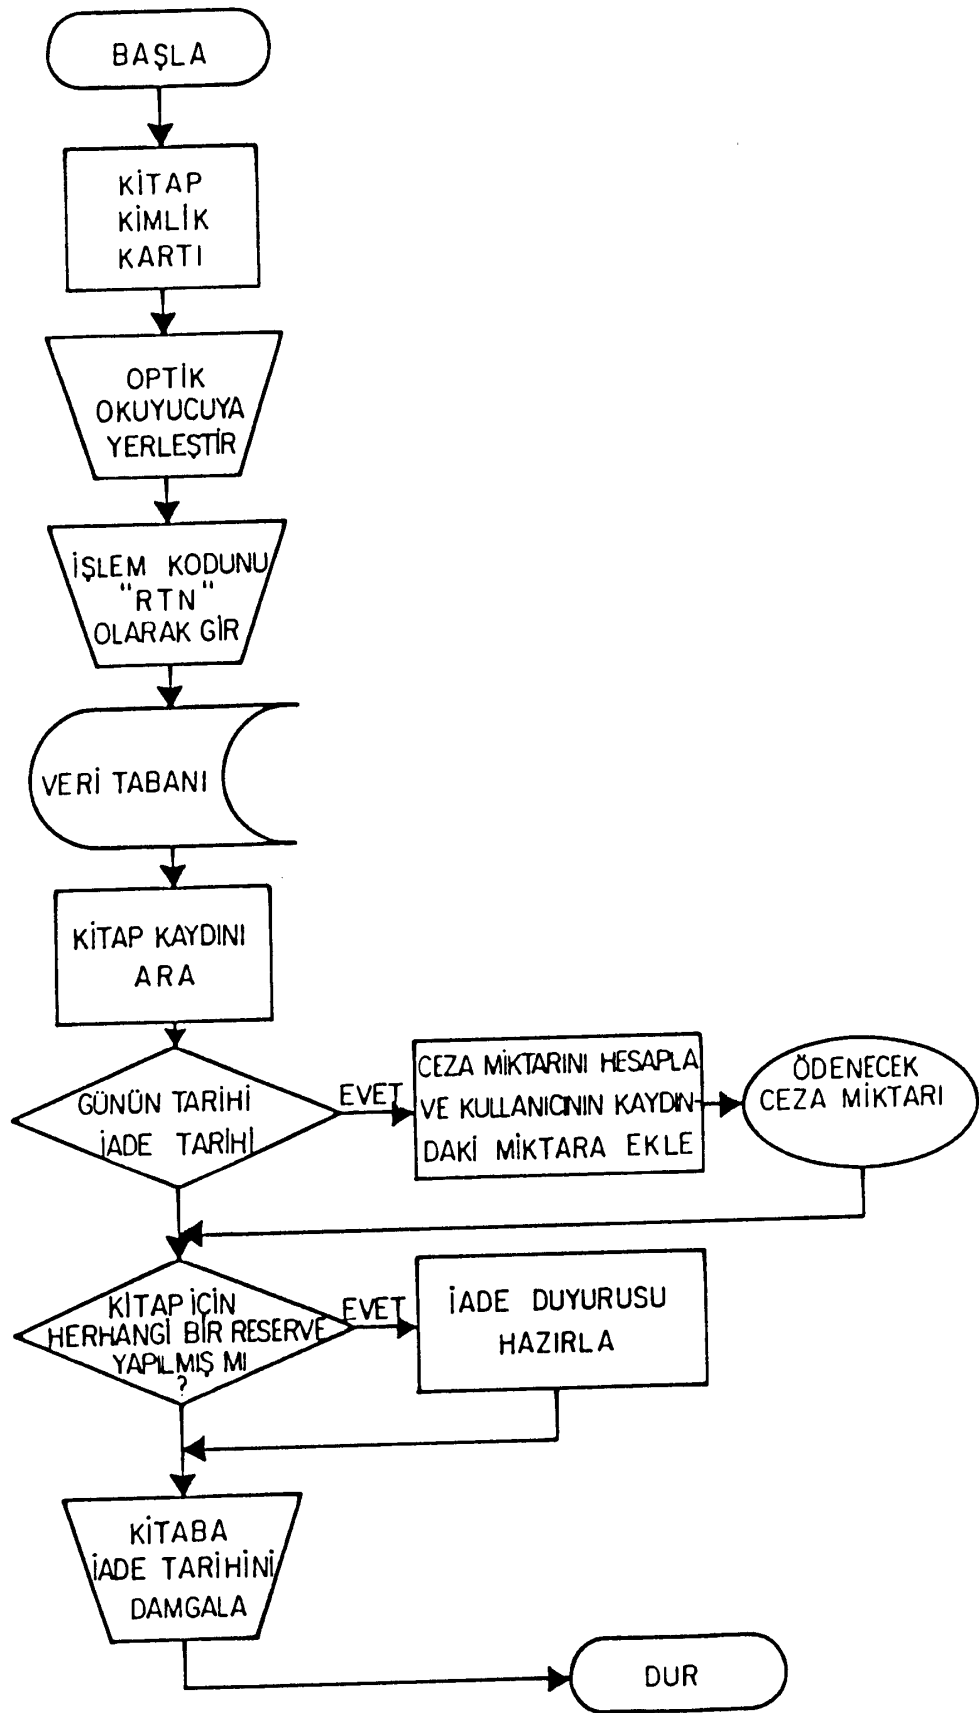 BAŞLA
KİTAP
KİMLİK
KARTI
OPTİK
OKUYUCUYA
YERLEŞTİR
İŞLEM KODUNU
"RTN"
OLARAK GİR
VERİ TABANI
KİTAP KAYDINI
ARA
GÜNÜN TARİHİ
İADE TARİHİ
EVET
CEZA MİKTARINI HESAPLA
VE KULLANICININ KAYDIN-
DAKİ MİKTARA EKLE
ÖDENECEK
CEZA MİKTARI
KİTAP İÇİN
HERHANGİ BİR RESERVE
YAPILMIŞ MI
?
EVET
İADE DUYURUSU
HAZIRLA
KİTABA
İADE TARİHİNİ
DAMGALA
DUR